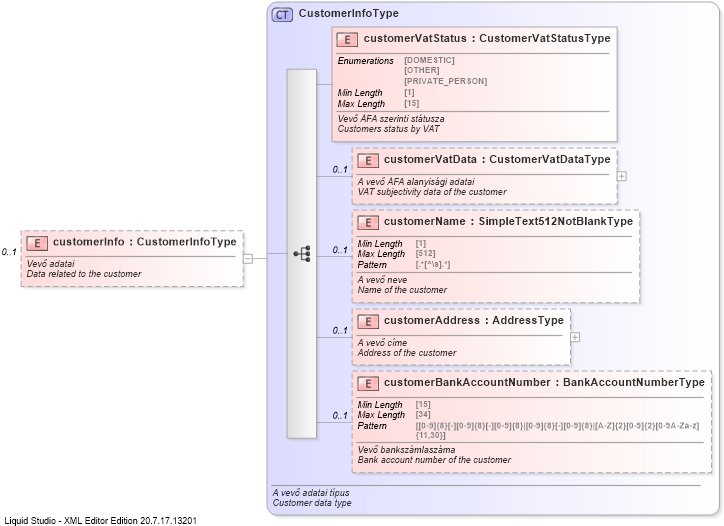 CT CustomerInfoType
E customerVatStatus : CustomerVatStatusType
Enumerations [DOMESTIC]
[OTHER]
[PRIVATE_PERSON]
Min Length [1]
Max Length [15]
Vevő ÁFA szerinti státusza
Customers status by VAT
0..1 E customerVatData : CustomerVatDataType
A vevő ÁFA alanyisági adatai
VAT subjectivity data of the customer
0..1 E customerName : SimpleText512NotBlankType
Min Length [1]
Max Length [512]
Pattern [.*[^\s].*]
A vevő neve
Name of the customer
0..1 E customerInfo : CustomerInfoType
Vevő adatai
Data related to the customer
0..1 E customerAddress : AddressType
A vevő címe
Address of the customer
0..1 E customerBankAccountNumber : BankAccountNumberType
Min Length [15]
Max Length [34]
Pattern [[0-9]{8}[-][0-9]{8}[-][0-9]{8}|[0-9]{8}[-][0-9]{8}|[A-Z]{2}[0-9]{2}[0-9A-Za-z]
{11,30}]
Vevő bankszámlaszáma
Bank account number of the customer
A vevő adatai típus
Customer data type
Liquid Studio - XML Editor Edition 20.7.17.13201